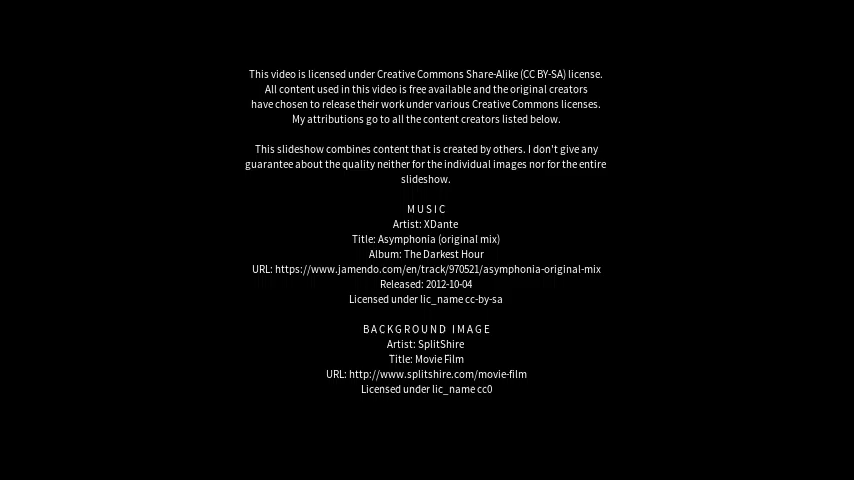 This video is licensed under Creative Commons Share-Alike (CC BY-SA) license.
All content used in this video is free available and the original creators
have chosen to release their work under various Creative Commons licenses.
My attributions go to all the content creators listed below.
This slideshow combines content that is created by others. I don't give any
guarantee about the quality neither for the individual images nor for the entire
slideshow.
MUSIC
Artist: XDante
Title: Asymphonia (original mix)
Album: The Darkest Hour
URL: https://www.jamendo.com/en/track/970521/asymphonia-original-mix
Released: 2012-10-04
Licensed under lic_name cc-by-sa
BACKGROUND IMAGE
Artist: SplitShire
Title: Movie Film
URL: http://www.splitshire.com/movie-film
Licensed under lic_name cc0